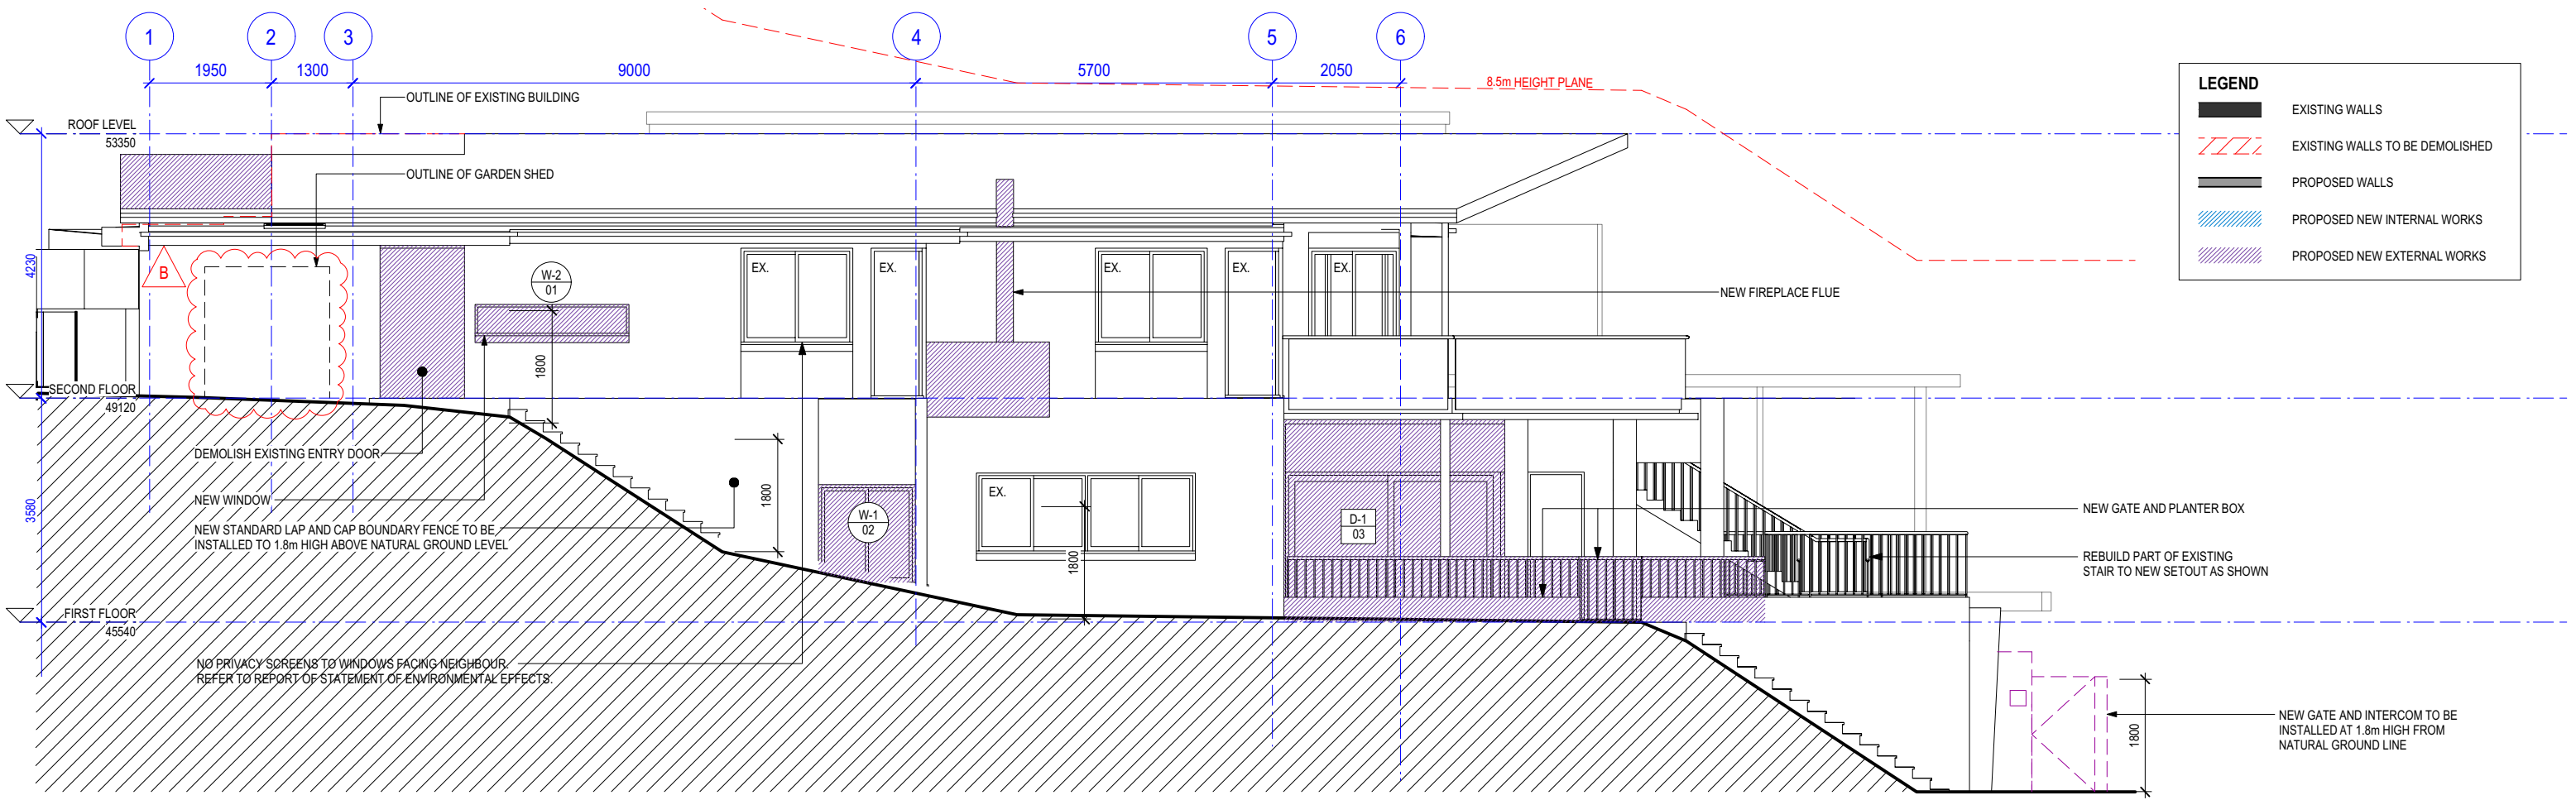 1
2
3
4
5
6
1950
1300
9000
5700
2050
8.5m HEIGHT PLANE
OUTLINE OF EXISTING BUILDING
ROOF LEVEL
53350
OUTLINE OF GARDEN SHED
4230
B
W-2
01
EX.
EX.
EX.
EX.
EX.
NEW FIREPLACE FLUE
1800
SECOND FLOOR
49120
DEMOLISH EXISTING ENTRY DOOR
NEW WINDOW
3580
NEW STANDARD LAP AND CAP BOUNDARY FENCE TO BE
INSTALLED TO 1.8m HIGH ABOVE NATURAL GROUND LEVEL
1800
W-1
02
EX.
1800
D-1
03
NEW GATE AND PLANTER BOX
REBUILD PART OF EXISTING
STAIR TO NEW SETOUT AS SHOWN
FIRST FLOOR
45540
NO PRIVACY SCREENS TO WINDOWS FACING NEIGHBOUR.
REFER TO REPORT OF STATEMENT OF ENVIRONMENTAL EFFECTS.
1800
NEW GATE AND INTERCOM TO BE
INSTALLED AT 1.8m HIGH FROM
NATURAL GROUND LINE
LEGEND
EXISTING WALLS
EXISTING WALLS TO BE DEMOLISHED
PROPOSED WALLS
PROPOSED NEW INTERNAL WORKS
PROPOSED NEW EXTERNAL WORKS